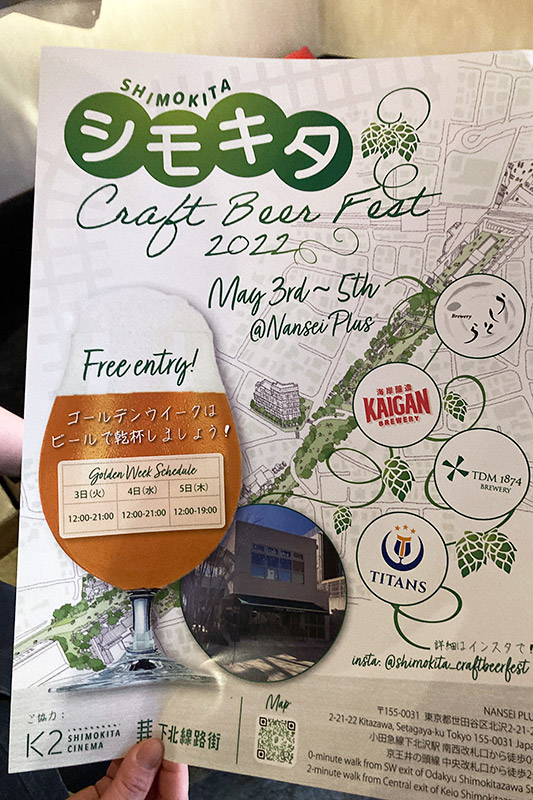 SHIMOKITA
シモキタ
Craft Beer Fest
2022
May 3rd ~ 5th
@Nansei Plus
Brewery
うとうら
Free entry!
海岸醸造
KAIGAN
BREWERY
ゴールデンウイークは
ビールで乾杯しましょう!
Golden Week Schedule
3日(火) 4日(水) 5日(木)
12:00-21:00 12:00-21:00 12:00-19:00
TDM 1874
BREWERY
TITANS
詳細はインスタで!
insta: @shimokita_craftbeerfest
ご協力:
K2 SHIMOKITA
CINEMA
下北線路街
Map
NANSEI PLU
〒155-0031 東京都世田谷区北沢2-21-2
2-21-22 Kitazawa, Setagaya-ku Tokyo 155-0031 Japa
小田急線下北沢駅 南西改札口から徒歩0
京王井の頭線 中央改札口から徒歩2
0-minute walk from SW exit of Odakyu Shimokitazawa St
2-minute walk from Central exit of Keio Shimokitazawa